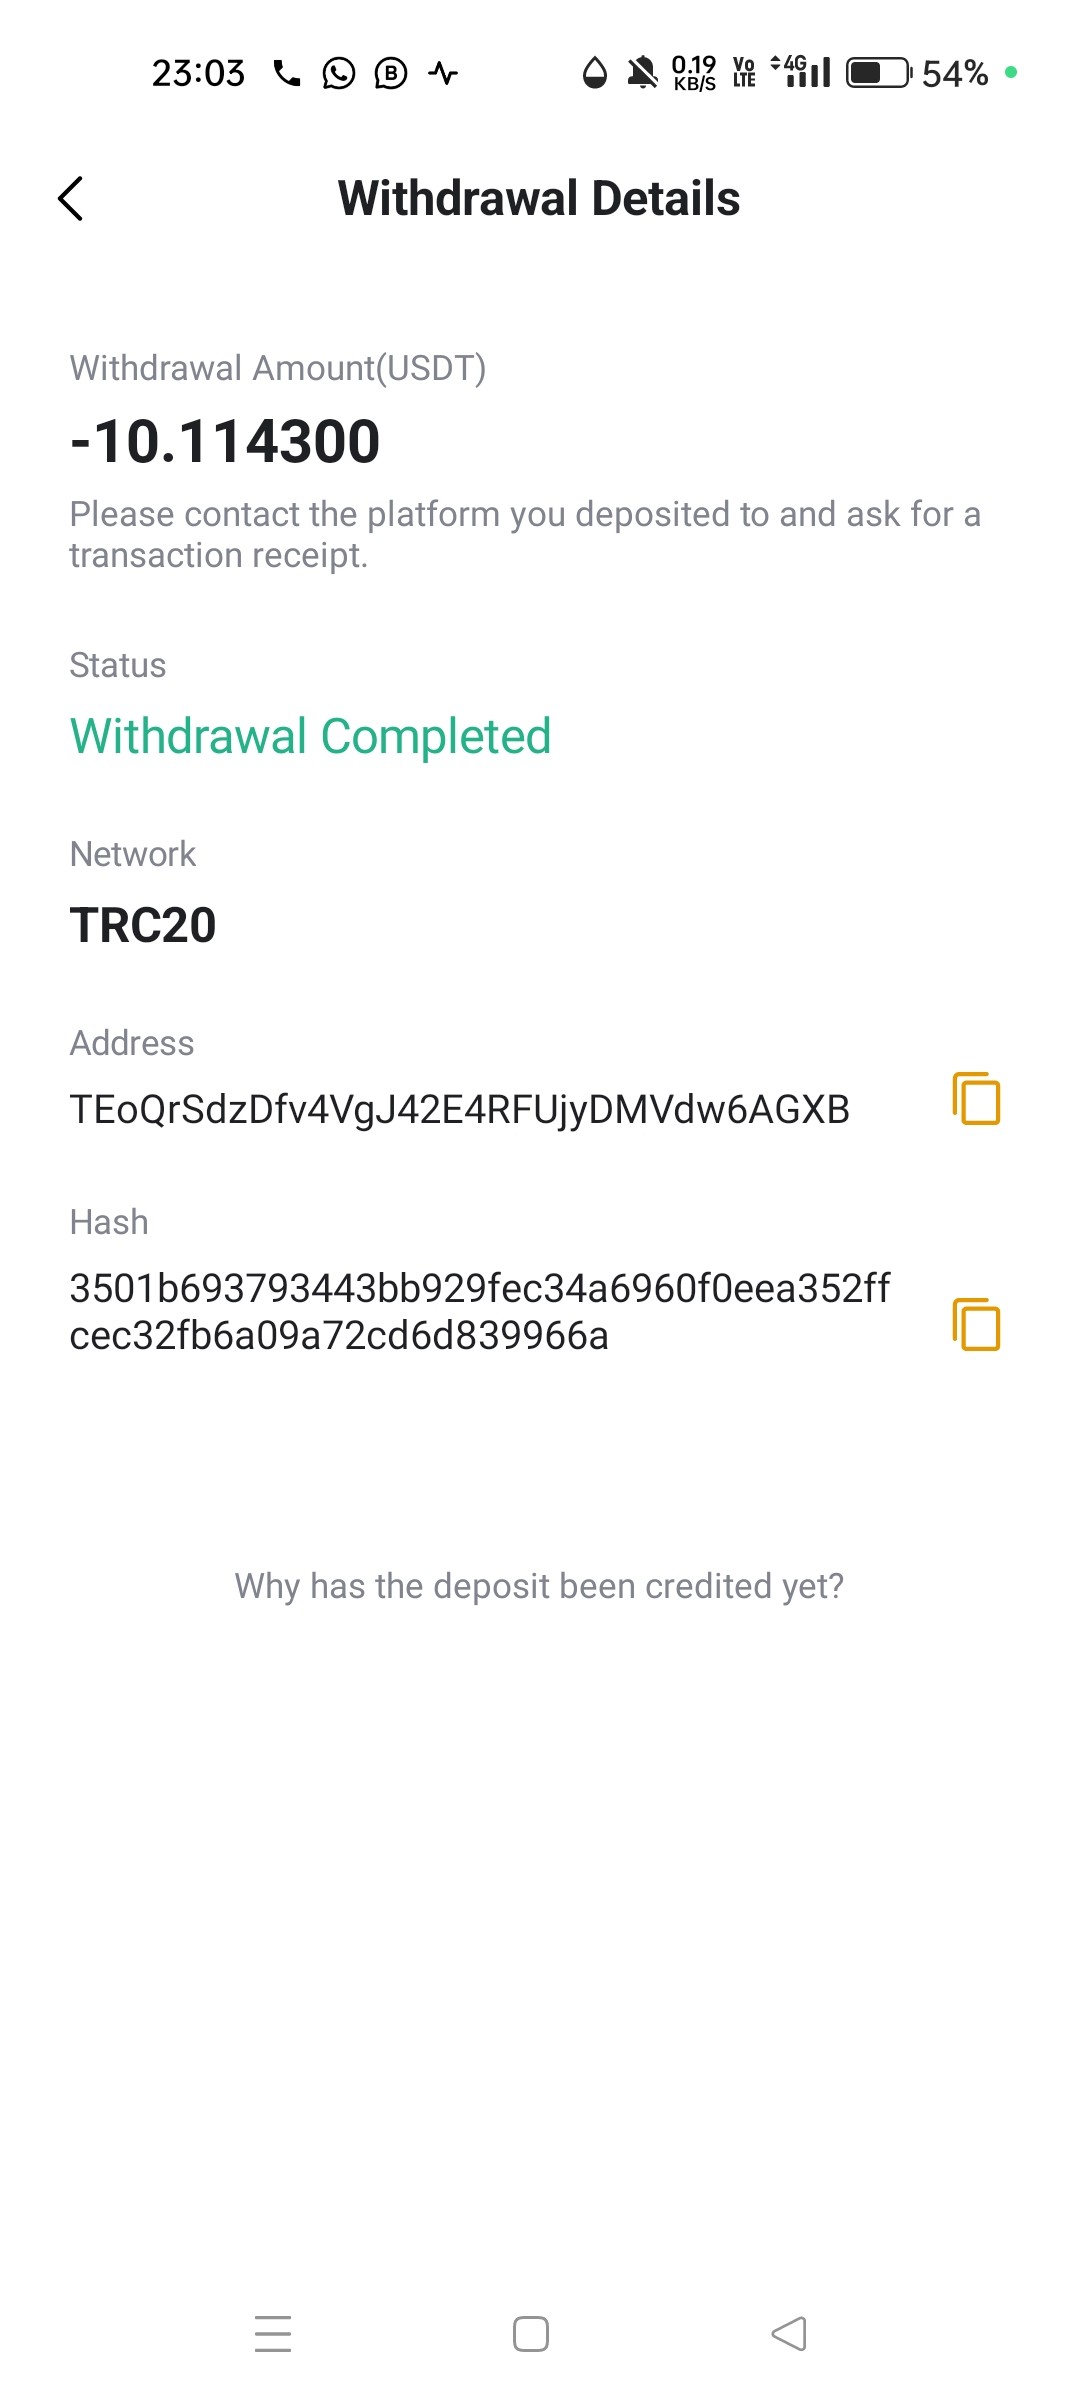 23:03 B 0.19 KB/S Vo LTE 4G 54%
Withdrawal Details
Withdrawal Amount(USDT)
-10.114300
Please contact the platform you deposited to and ask for a
transaction receipt.
Status
Withdrawal Completed
Network
TRC20
Address
TEoQrSdzDfv4VgJ42E4RFUjyDMVdw6AGXB
Hash
3501b693793443bb929fec34a6960f0eea352ff
cec32fb6a09a72cd6d839966a
Why has the deposit been credited yet?